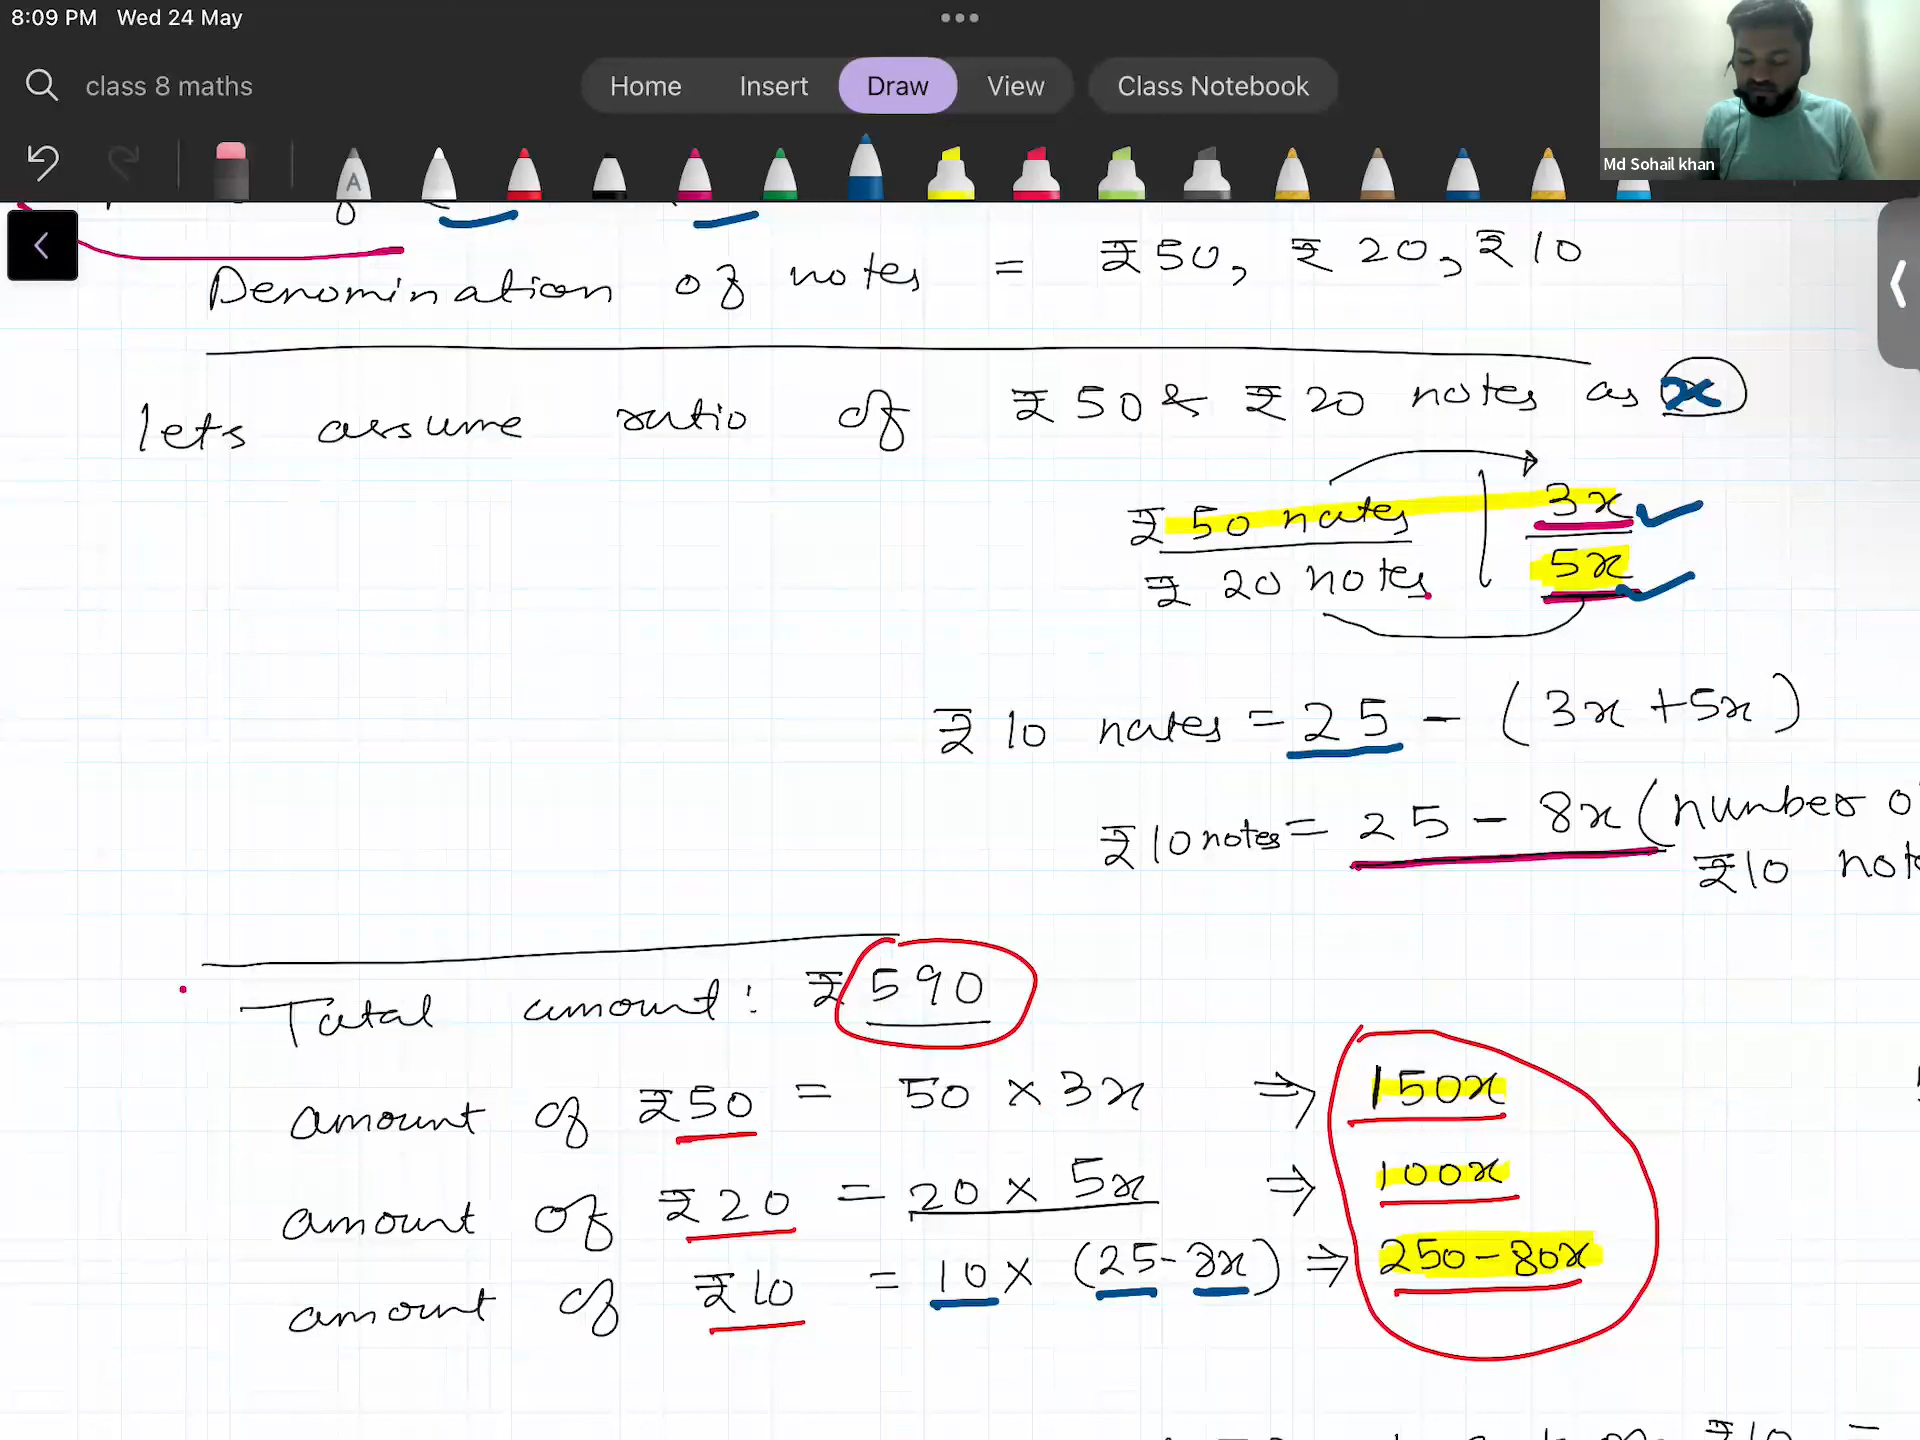 8:09 PM Wed 24 May
class 8 maths Home Insert Draw View Class Notebook
A
Md Sohail khan
Denomination of notes = ₹50, ₹20, ₹10
lets assume ratio of ₹50 & ₹20 notes as x
₹50 notes 3x
₹20 notes 5x
₹10 notes = 25 - (3x+5x)
₹10 notes = 25 - 8x (number o
₹10 not
Total amount: ₹590
amount of ₹50 = 50 × 3x ⇒ 150x
amount of ₹20 = 20 × 5x ⇒ 100x
amount of ₹10 = 10 × (25-8x) ⇒ 250-80x
₹10 =